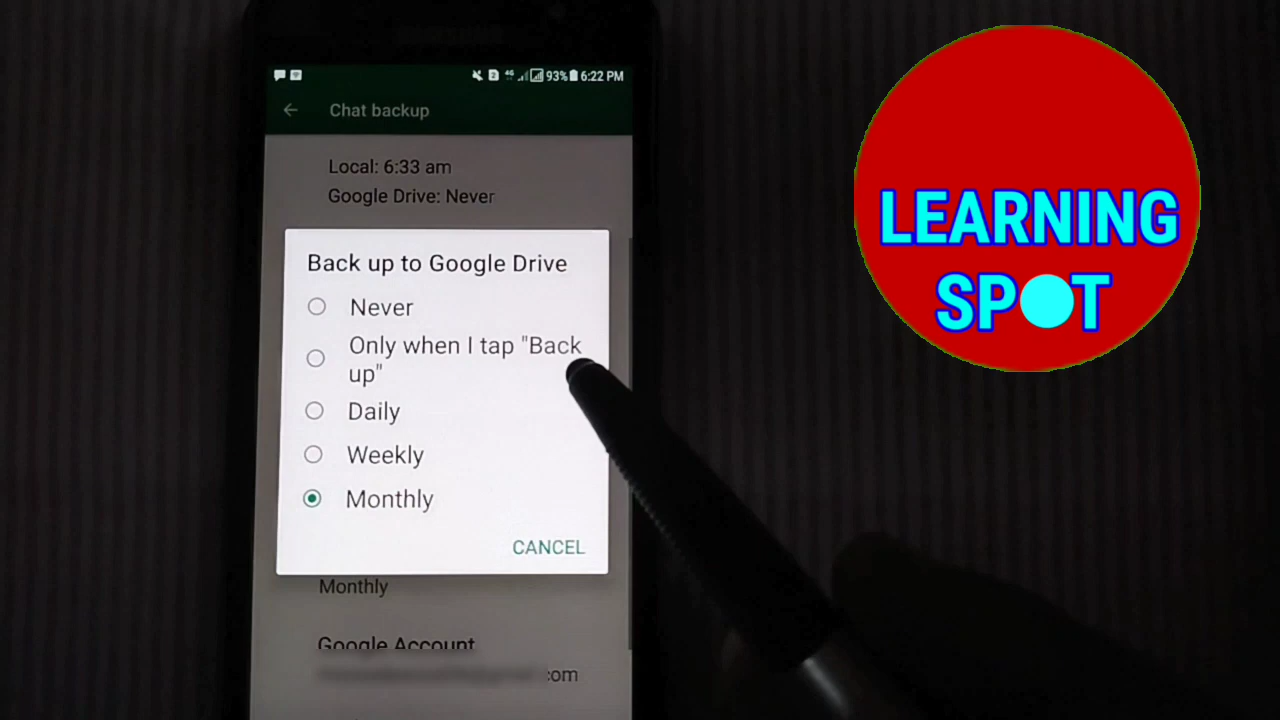 93% 6:22 PM
Chat backup
Local: 6:33 am
Google Drive: Never
Back up to Google Drive
Never
Only when I tap "Back
up"
Daily
Weekly
Monthly
CANCEL
Monthly
Google Account
com
LEARNING
SPOT